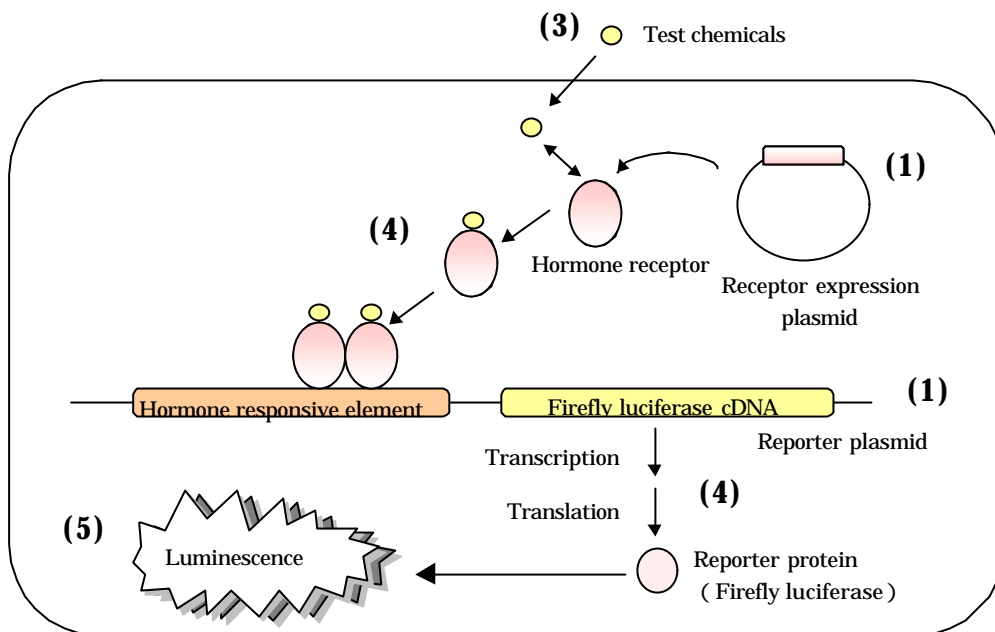 (3)
Test chemicals
(1)
(4)
Hormone receptor
Receptor expression
plasmid
(1)
Hormone responsive element
Firefly luciferase cDNA
Reporter plasmid
Transcription
(4)
Translation
(5)
Luminescence
Reporter protein
( Firefly luciferase )